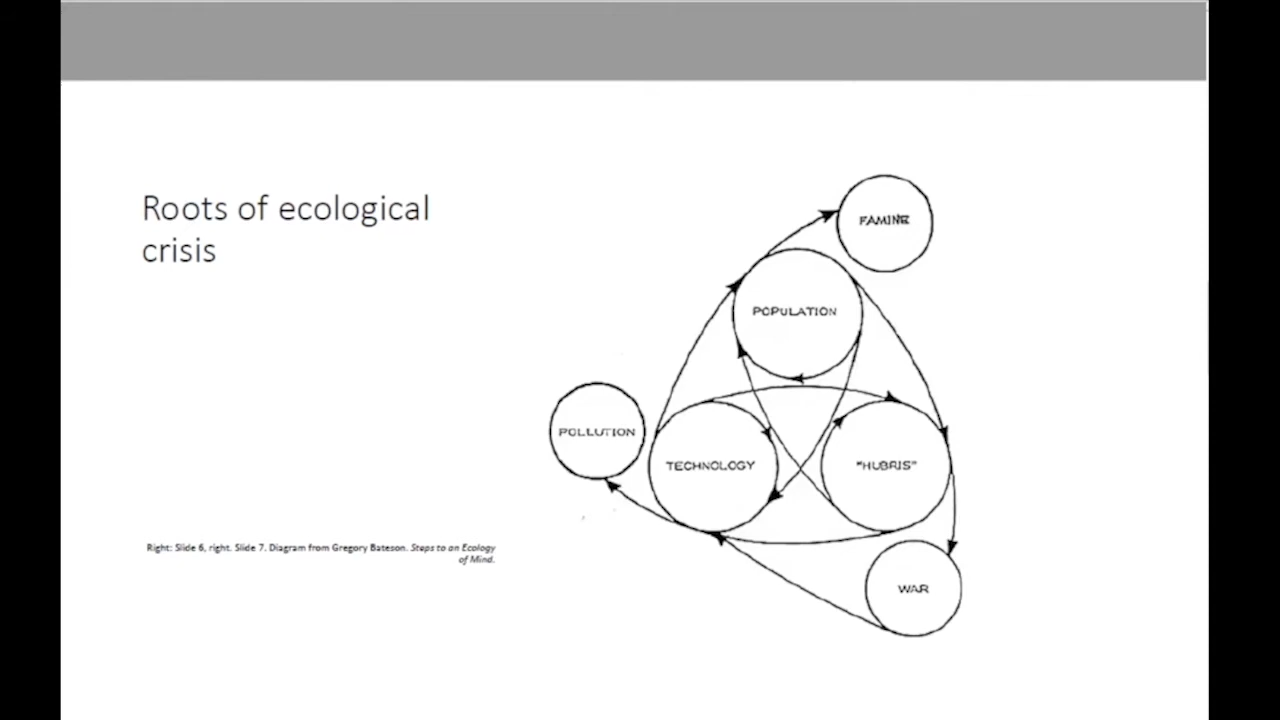 Roots of ecological
crisis
FAMINE
POPULATION
POLLUTION
TECHNOLOGY
"HUBRIS"
Right: Slide 6, right. Slide 7. Diagram from Gregory Bateson. Steps to an Ecology
of Mind.
WAR